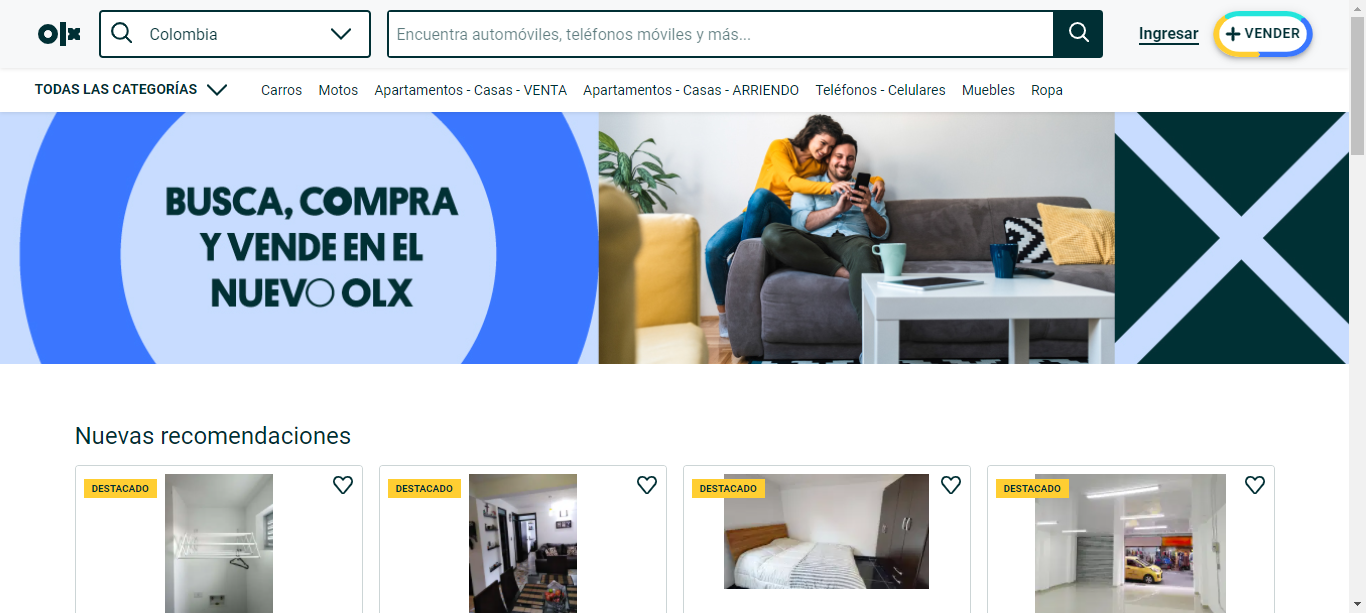 olx
Colombia
Encuentra automóviles, teléfonos móviles y más...
Ingresar
VENDER
TODAS LAS CATEGORÍAS
Carros
Motos
Apartamentos - Casas - VENTA
Apartamentos - Casas - ARRIENDO
Teléfonos - Celulares
Muebles
Ropa
BUSCA, COMPRA
Y VENDE EN EL
NUEVO OLX
Nuevas recomendaciones
DESTACADO
DESTACADO
DESTACADO
DESTACADO